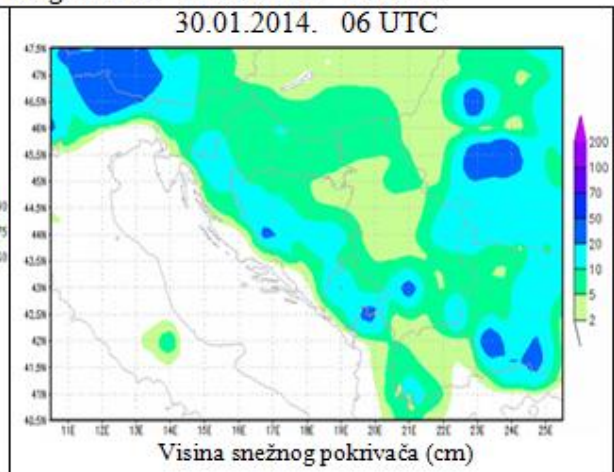 30.01.2014. 06 UTC
47.5N
47N
46.5N
46N
45.5N
45N
44.5N
44N
43.5N
43N
42.5N
42N
41.5N
41N
40.5N
11E 12E 13E 14E 15E 16E 17E 18E 19E 20E 21E 22E 23E 24E 25E
200
100
70
50
20
10
5
2
Visina snežnog pokrivača (cm)